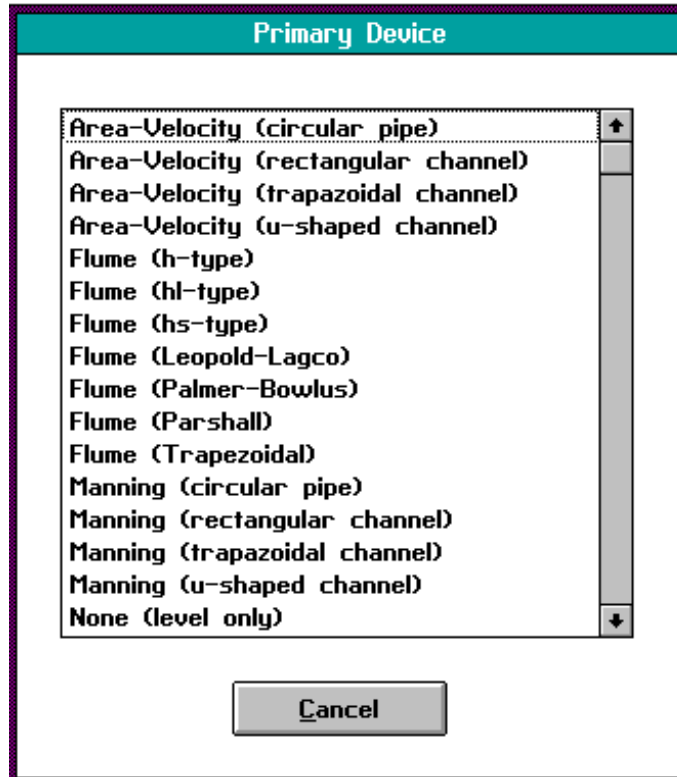 Primary Device
Area-Velocity (circular pipe)
Area-Velocity (rectangular channel)
Area-Velocity (trapazoidal channel)
Area-Velocity (u-shaped channel)
Flume (h-type)
Flume (hl-type)
Flume (hs-type)
Flume (Leopold-Lagco)
Flume (Palmer-Bowlus)
Flume (Parshall)
Flume (Trapezoidal)
Manning (circular pipe)
Manning (rectangular channel)
Manning (trapazoidal channel)
Manning (u-shaped channel)
None (level only)
Cancel